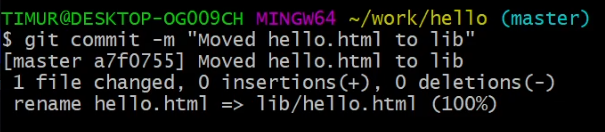 TIMUR@DESKTOP-OG009CH MINGW64 ~/work/hello (master)
$ git commit -m "Moved hello.html to lib"
[master a7f0755] Moved hello.html to lib
 1 file changed, 0 insertions(+), 0 deletions(-)
 rename hello.html => lib/hello.html (100%)